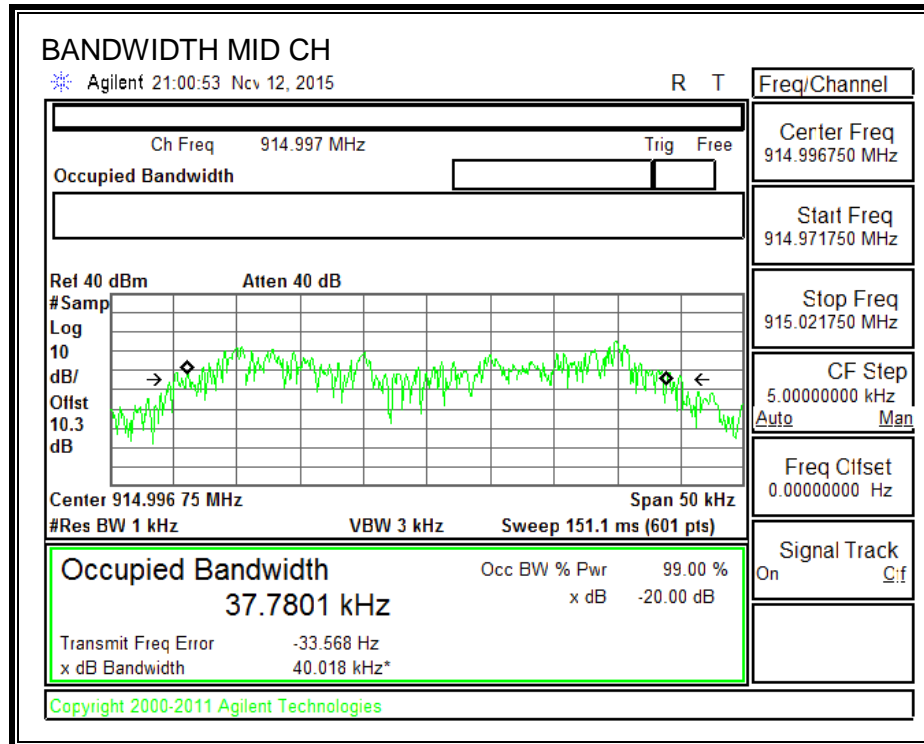 BANDWIDTH MID CH
Agilent 21:00:53 Nov 12, 2015 R T
Ch Freq 914.997 MHz Trig Free
Occupied Bandwidth
Ref 40 dBm Atten 40 dB
#Samp
Log
10
dB/
Offst
10.3
dB
Center 914.996 75 MHz Span 50 kHz
#Res BW 1 kHz VBW 3 kHz Sweep 151.1 ms (601 pts)
Occupied Bandwidth Occ BW % Pwr 99.00 %
37.7801 kHz x dB -20.00 dB
Transmit Freq Error -33.568 Hz
x dB Bandwidth 40.018 kHz*
Copyright 2000-2011 Agilent Technologies
Freq/Channel
Center Freq
914.996750 MHz
Start Freq
914.971750 MHz
Stop Freq
915.021750 MHz
CF Step
5.00000000 kHz
Auto Man
Freq Offset
0.00000000 Hz
Signal Track
On Off